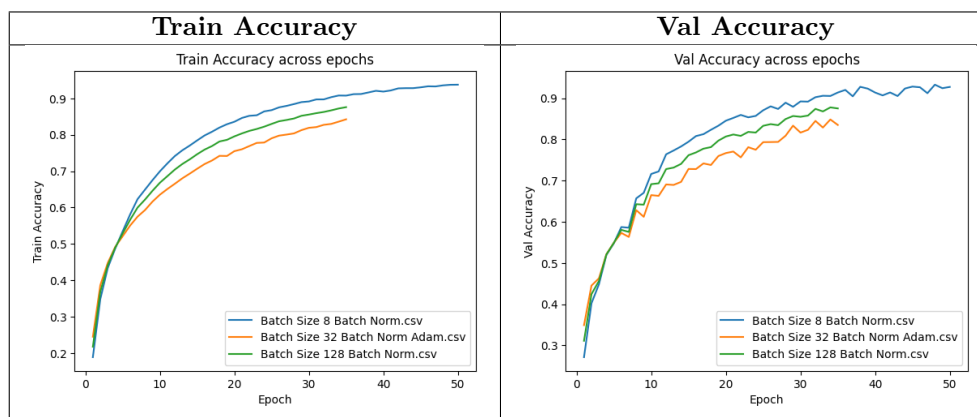 Train Accuracy
Val Accuracy
Train Accuracy across epochs
Train Accuracy
0.9
0.8
0.7
0.6
0.5
0.4
0.3
0.2
0
10
20
30
40
50
Epoch
Batch Size 8 Batch Norm.csv
Batch Size 32 Batch Norm Adam.csv
Batch Size 128 Batch Norm.csv
Val Accuracy across epochs
Val Accuracy
0.9
0.8
0.7
0.6
0.5
0.4
0.3
0
10
20
30
40
50
Epoch
Batch Size 8 Batch Norm.csv
Batch Size 32 Batch Norm Adam.csv
Batch Size 128 Batch Norm.csv